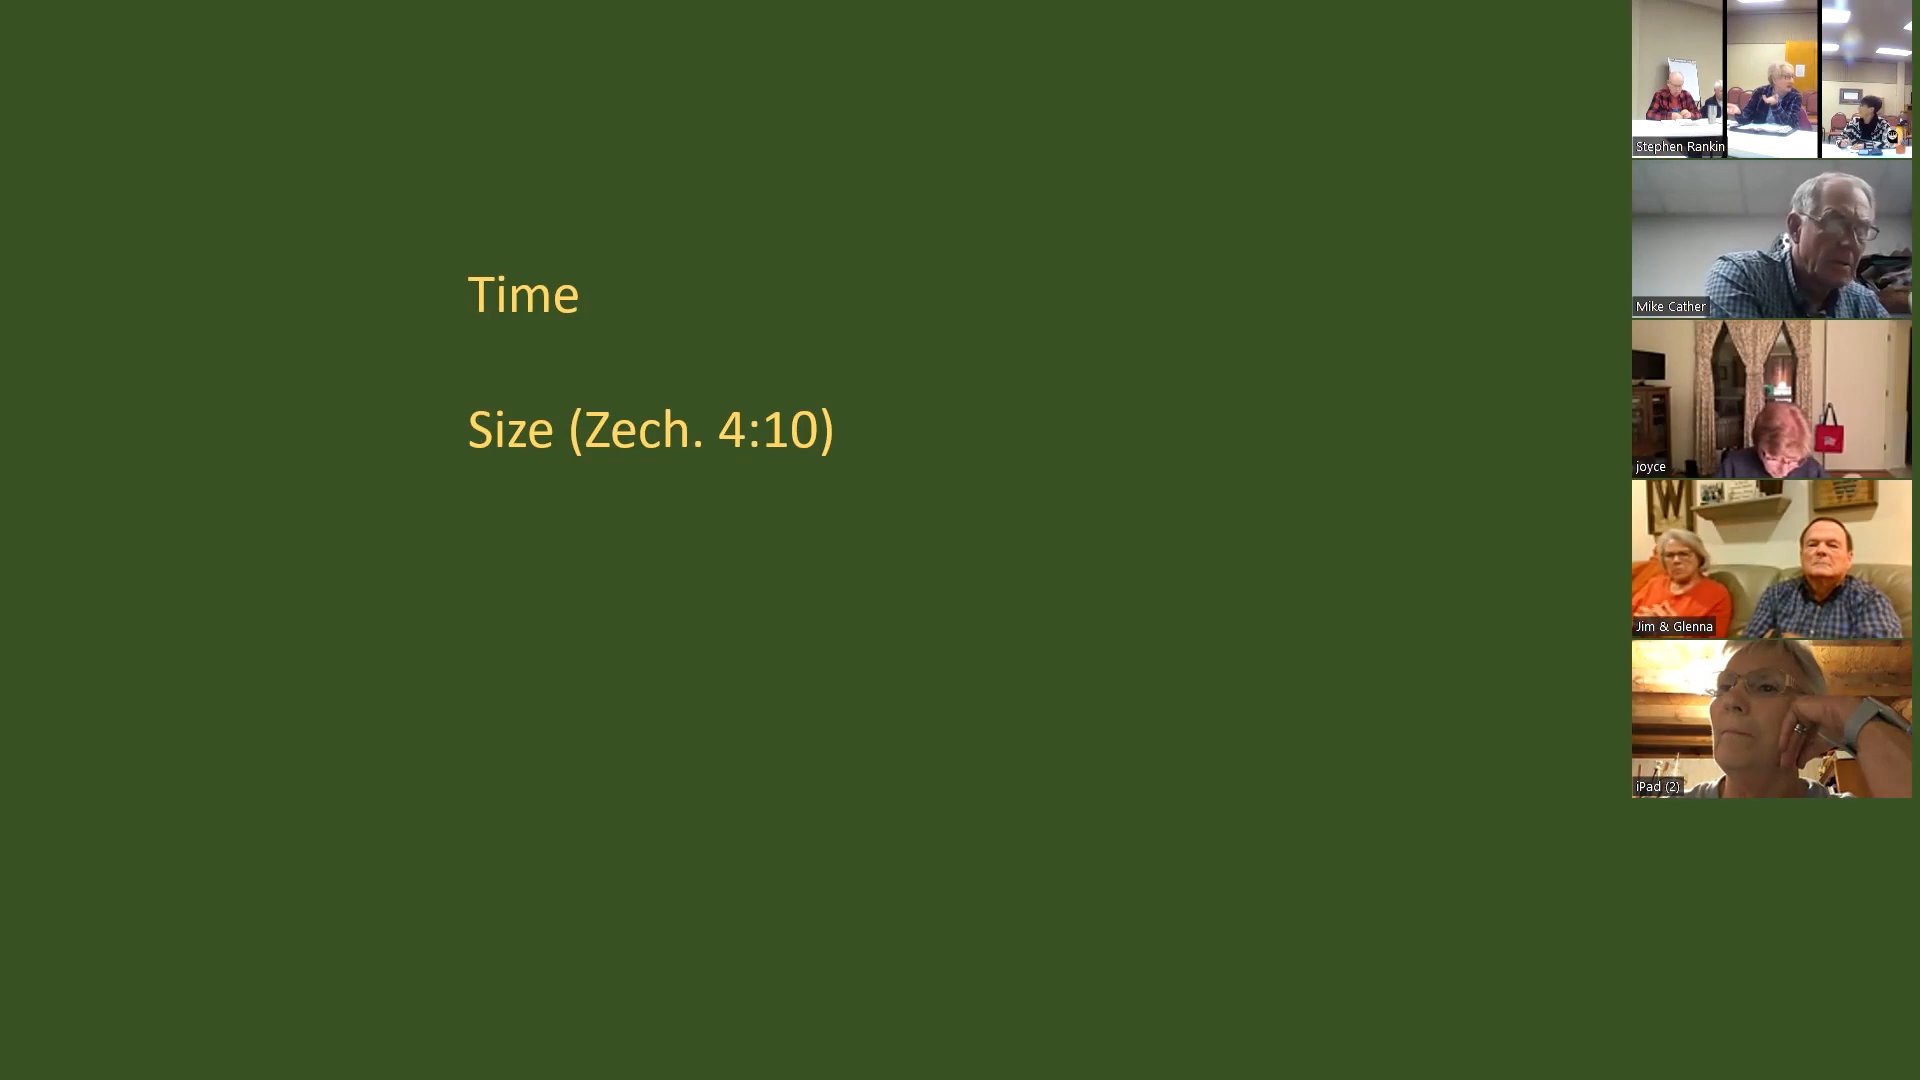 Time
Size (Zech. 4:10)
Stephen Rankin
Mike Cather
joyce
W
Jim & Glenna
iPad (2)